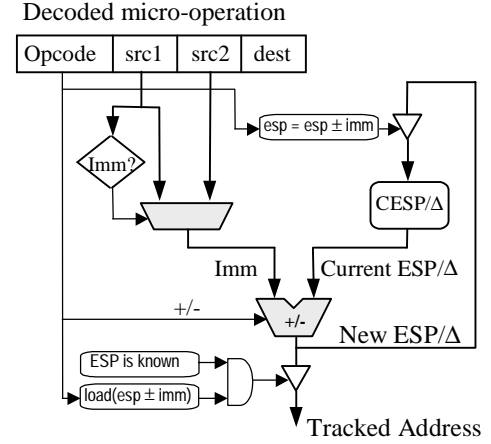 Decoded micro-operation
Opcode src1 src2 dest
esp = esp ± imm
Imm?
CESP/Δ
Imm Current ESP/Δ
+/-
+/-
New ESP/Δ
ESP is known
load(esp ± imm)
Tracked Address